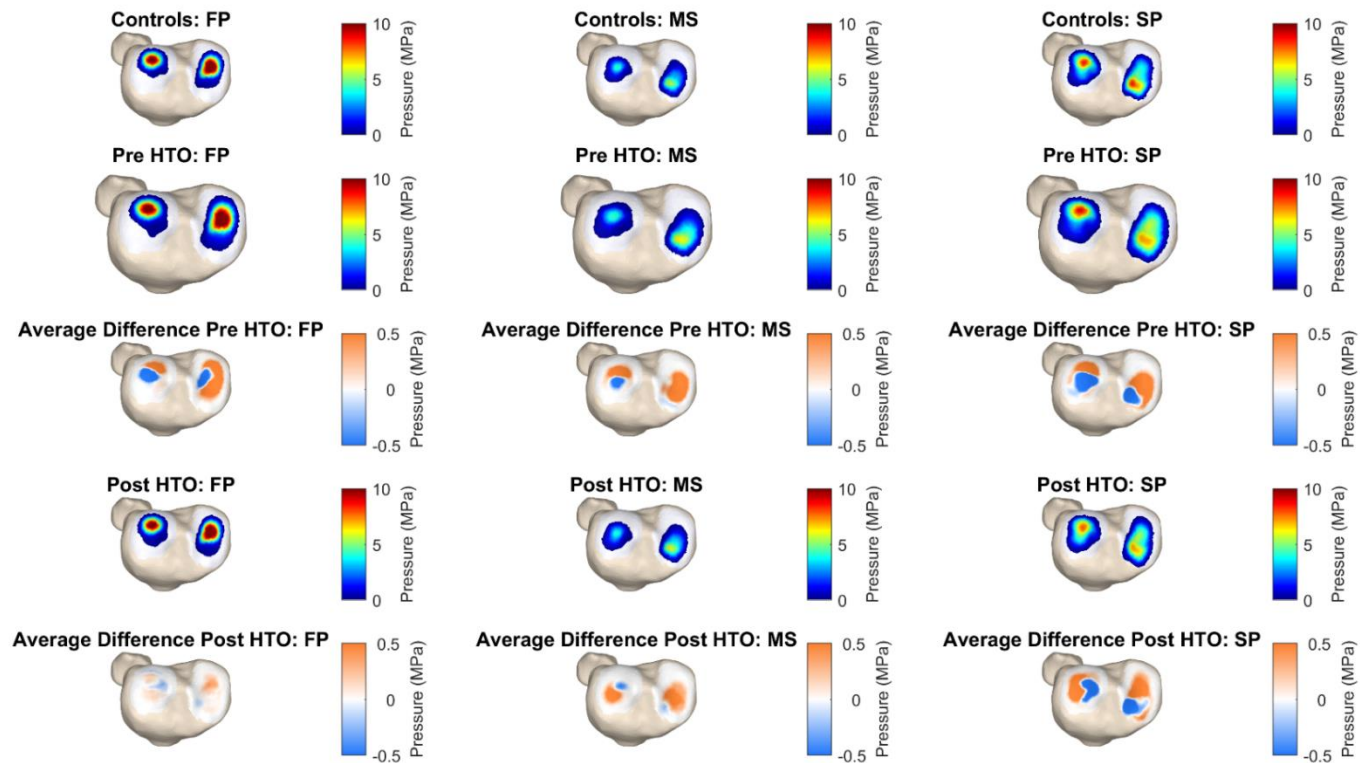 Controls: FP
10
5
0
Pressure (MPa)
Controls: MS
10
5
0
Pressure (MPa)
Controls: SP
10
5
0
Pressure (MPa)
Pre HTO: FP
10
5
0
Pressure (MPa)
Pre HTO: MS
10
5
0
Pressure (MPa)
Pre HTO: SP
10
5
0
Pressure (MPa)
Average Difference Pre HTO: FP
0.5
0
-0.5
Pressure (MPa)
Average Difference Pre HTO: MS
0.5
0
-0.5
Pressure (MPa)
Average Difference Pre HTO: SP
0.5
0
-0.5
Pressure (MPa)
Post HTO: FP
10
5
0
Pressure (MPa)
Post HTO: MS
10
5
0
Pressure (MPa)
Post HTO: SP
10
5
0
Pressure (MPa)
Average Difference Post HTO: FP
0.5
0
-0.5
Pressure (MPa)
Average Difference Post HTO: MS
0.5
0
-0.5
Pressure (MPa)
Average Difference Post HTO: SP
0.5
0
-0.5
Pressure (MPa)